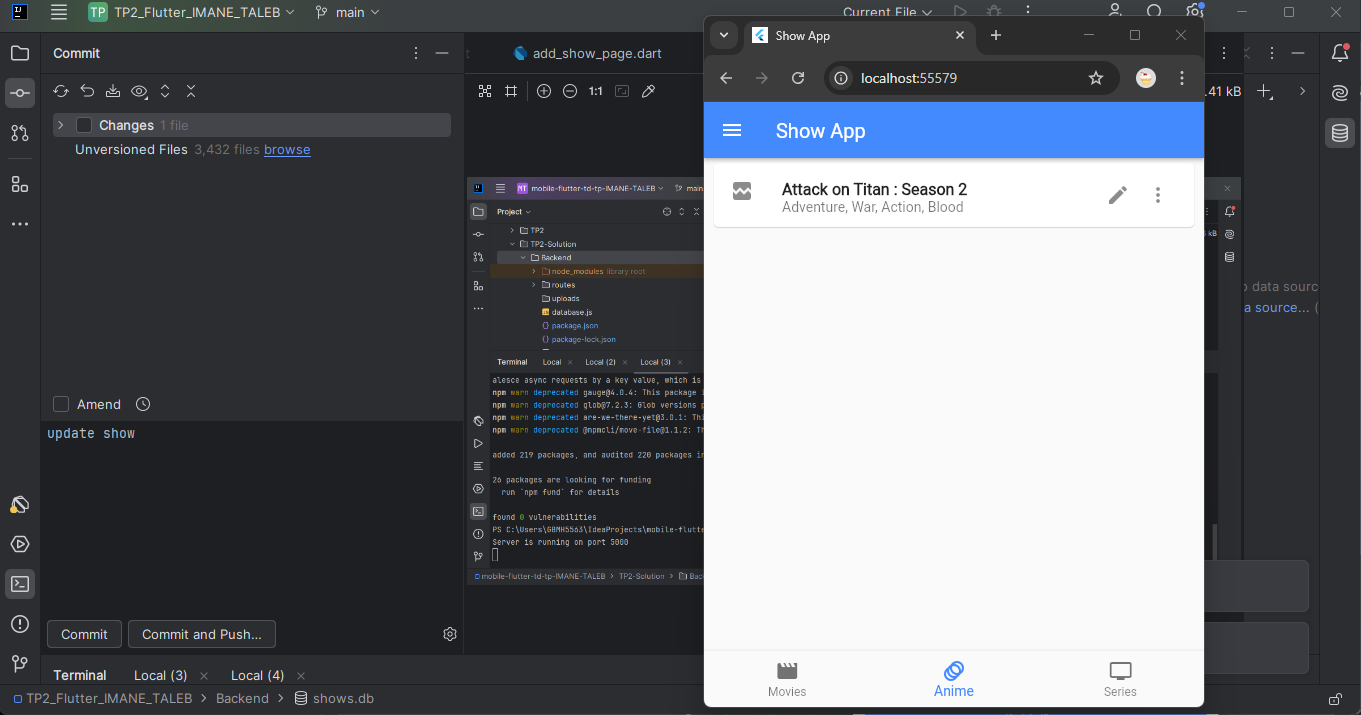 TP TP2_Flutter_IMANE_TALEB main Current File
Commit
add_show_page.dart
1:1
.41 kB
Changes 1 file
Unversioned Files 3,432 files browse
Amend
update show
Commit Commit and Push...
Terminal Local (3) Local (4)
TP2_Flutter_IMANE_TALEB > Backend > shows.db
MT mobile-flutter-td-tp-IMANE-TALEB main
Project
TP2
TP2-Solution
Backend
node_modules library root
routes
uploads
database.js
package.json
package-lock.json
Terminal Local Local (2) Local (3)
alesce async requests by a key value, which is
npm warn deprecated gauge@4.0.4: This package
npm warn deprecated glob@7.2.3: Glob versions
npm warn deprecated are-we-there-yet@3.0.1:
npm warn deprecated @npmcli/move-file@1.1.2:
added 219 packages, and audited 220 packages
26 packages are looking for funding
run `npm fund` for details
found 0 vulnerabilities
PS C:\Users\GBMH5563\IdeaProjects\mobile-flutte
Server is running on port 5000
mobile-flutter-td-tp-IMANE-TALEB > TP2-Solution >
kB
data sourc
a source... (
Show App
localhost:55579
Show App
Attack on Titan : Season 2
Adventure, War, Action, Blood
Movies
Anime
Series